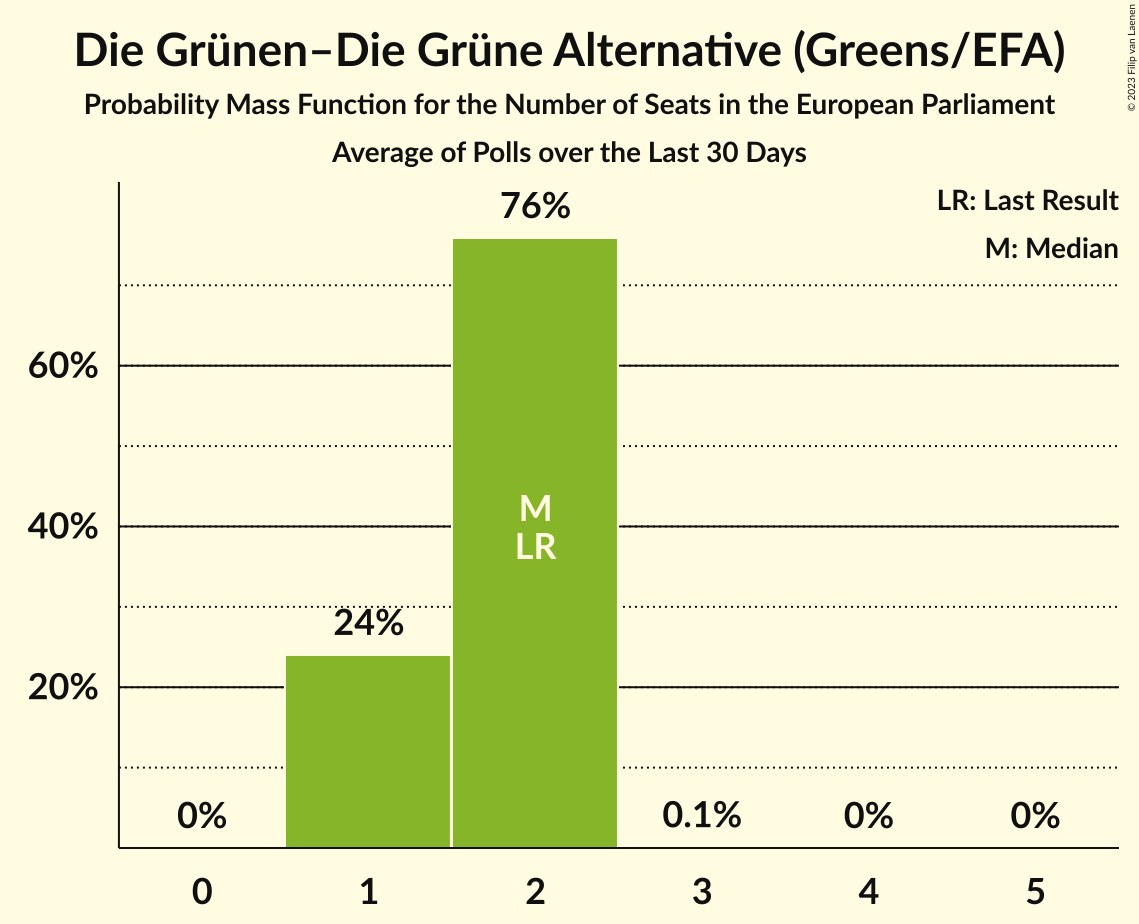 Die Grünen–Die Grüne Alternative (Greens/EFA)
Probability Mass Function for the Number of Seats in the European Parliament
Average of Polls over the Last 30 Days
© 2023 Filip van Laenen
LR: Last Result
M: Median
76%
60%
40%
20%
M
LR
24%
0%
0.1%
0%
0%
0 1 2 3 4 5